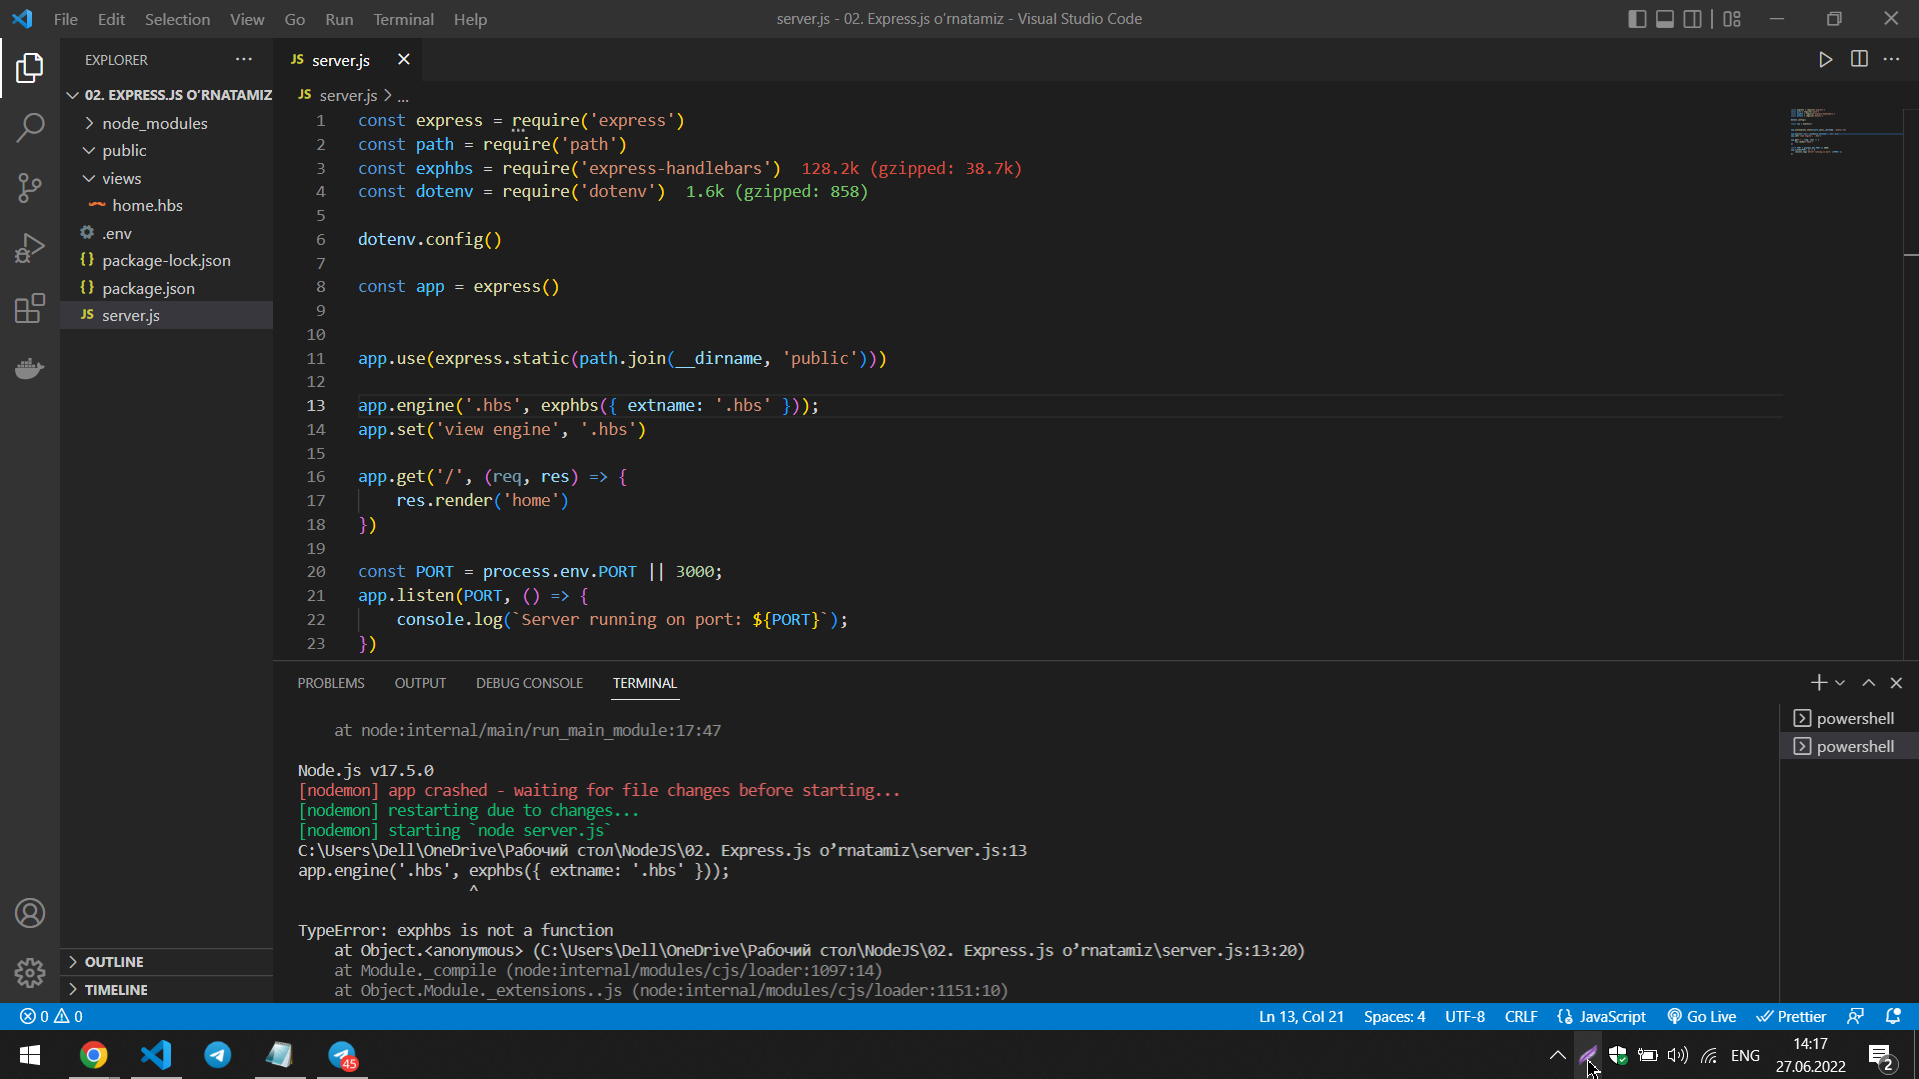 File Edit Selection View Go Run Terminal Help
server.js - 02. Express.js o'rnatamiz - Visual Studio Code
EXPLORER
02. EXPRESS.JS O'RNATAMIZ
node_modules
public
views
home.hbs
.env
{} package-lock.json
{} package.json
JS server.js
OUTLINE
TIMELINE
JS server.js
JS server.js > ...
1 const express = require('express')
2 const path = require('path')
3 const exphbs = require('express-handlebars') 128.2k (gzipped: 38.7k)
4 const dotenv = require('dotenv') 1.6k (gzipped: 858)
5
6 dotenv.config()
7
8 const app = express()
9
10
11 app.use(express.static(path.join(__dirname, 'public')))
12
13 app.engine('.hbs', exphbs({ extname: '.hbs' }));
14 app.set('view engine', '.hbs')
15
16 app.get('/', (req, res) => {
17 res.render('home')
18 })
19
20 const PORT = process.env.PORT || 3000;
21 app.listen(PORT, () => {
22 console.log(`Server running on port: ${PORT}`);
23 })
PROBLEMS OUTPUT DEBUG CONSOLE TERMINAL
at node:internal/main/run_main_module:17:47
Node.js v17.5.0
[nodemon] app crashed - waiting for file changes before starting...
[nodemon] restarting due to changes...
[nodemon] starting `node server.js`
C:\Users\Dell\OneDrive\Рабочий стол\NodeJS\02. Express.js o’rnatamiz\server.js:13
app.engine('.hbs', exphbs({ extname: '.hbs' }));
^
TypeError: exphbs is not a function
at Object.<anonymous> (C:\Users\Dell\OneDrive\Рабочий стол\NodeJS\02. Express.js o’rnatamiz\server.js:13:20)
at Module._compile (node:internal/modules/cjs/loader:1097:14)
at Object.Module._extensions..js (node:internal/modules/cjs/loader:1151:10)
powershell
powershell
0 0
Ln 13, Col 21 Spaces: 4 UTF-8 CRLF {} JavaScript Go Live Prettier
45
ENG
14:17
27.06.2022
2